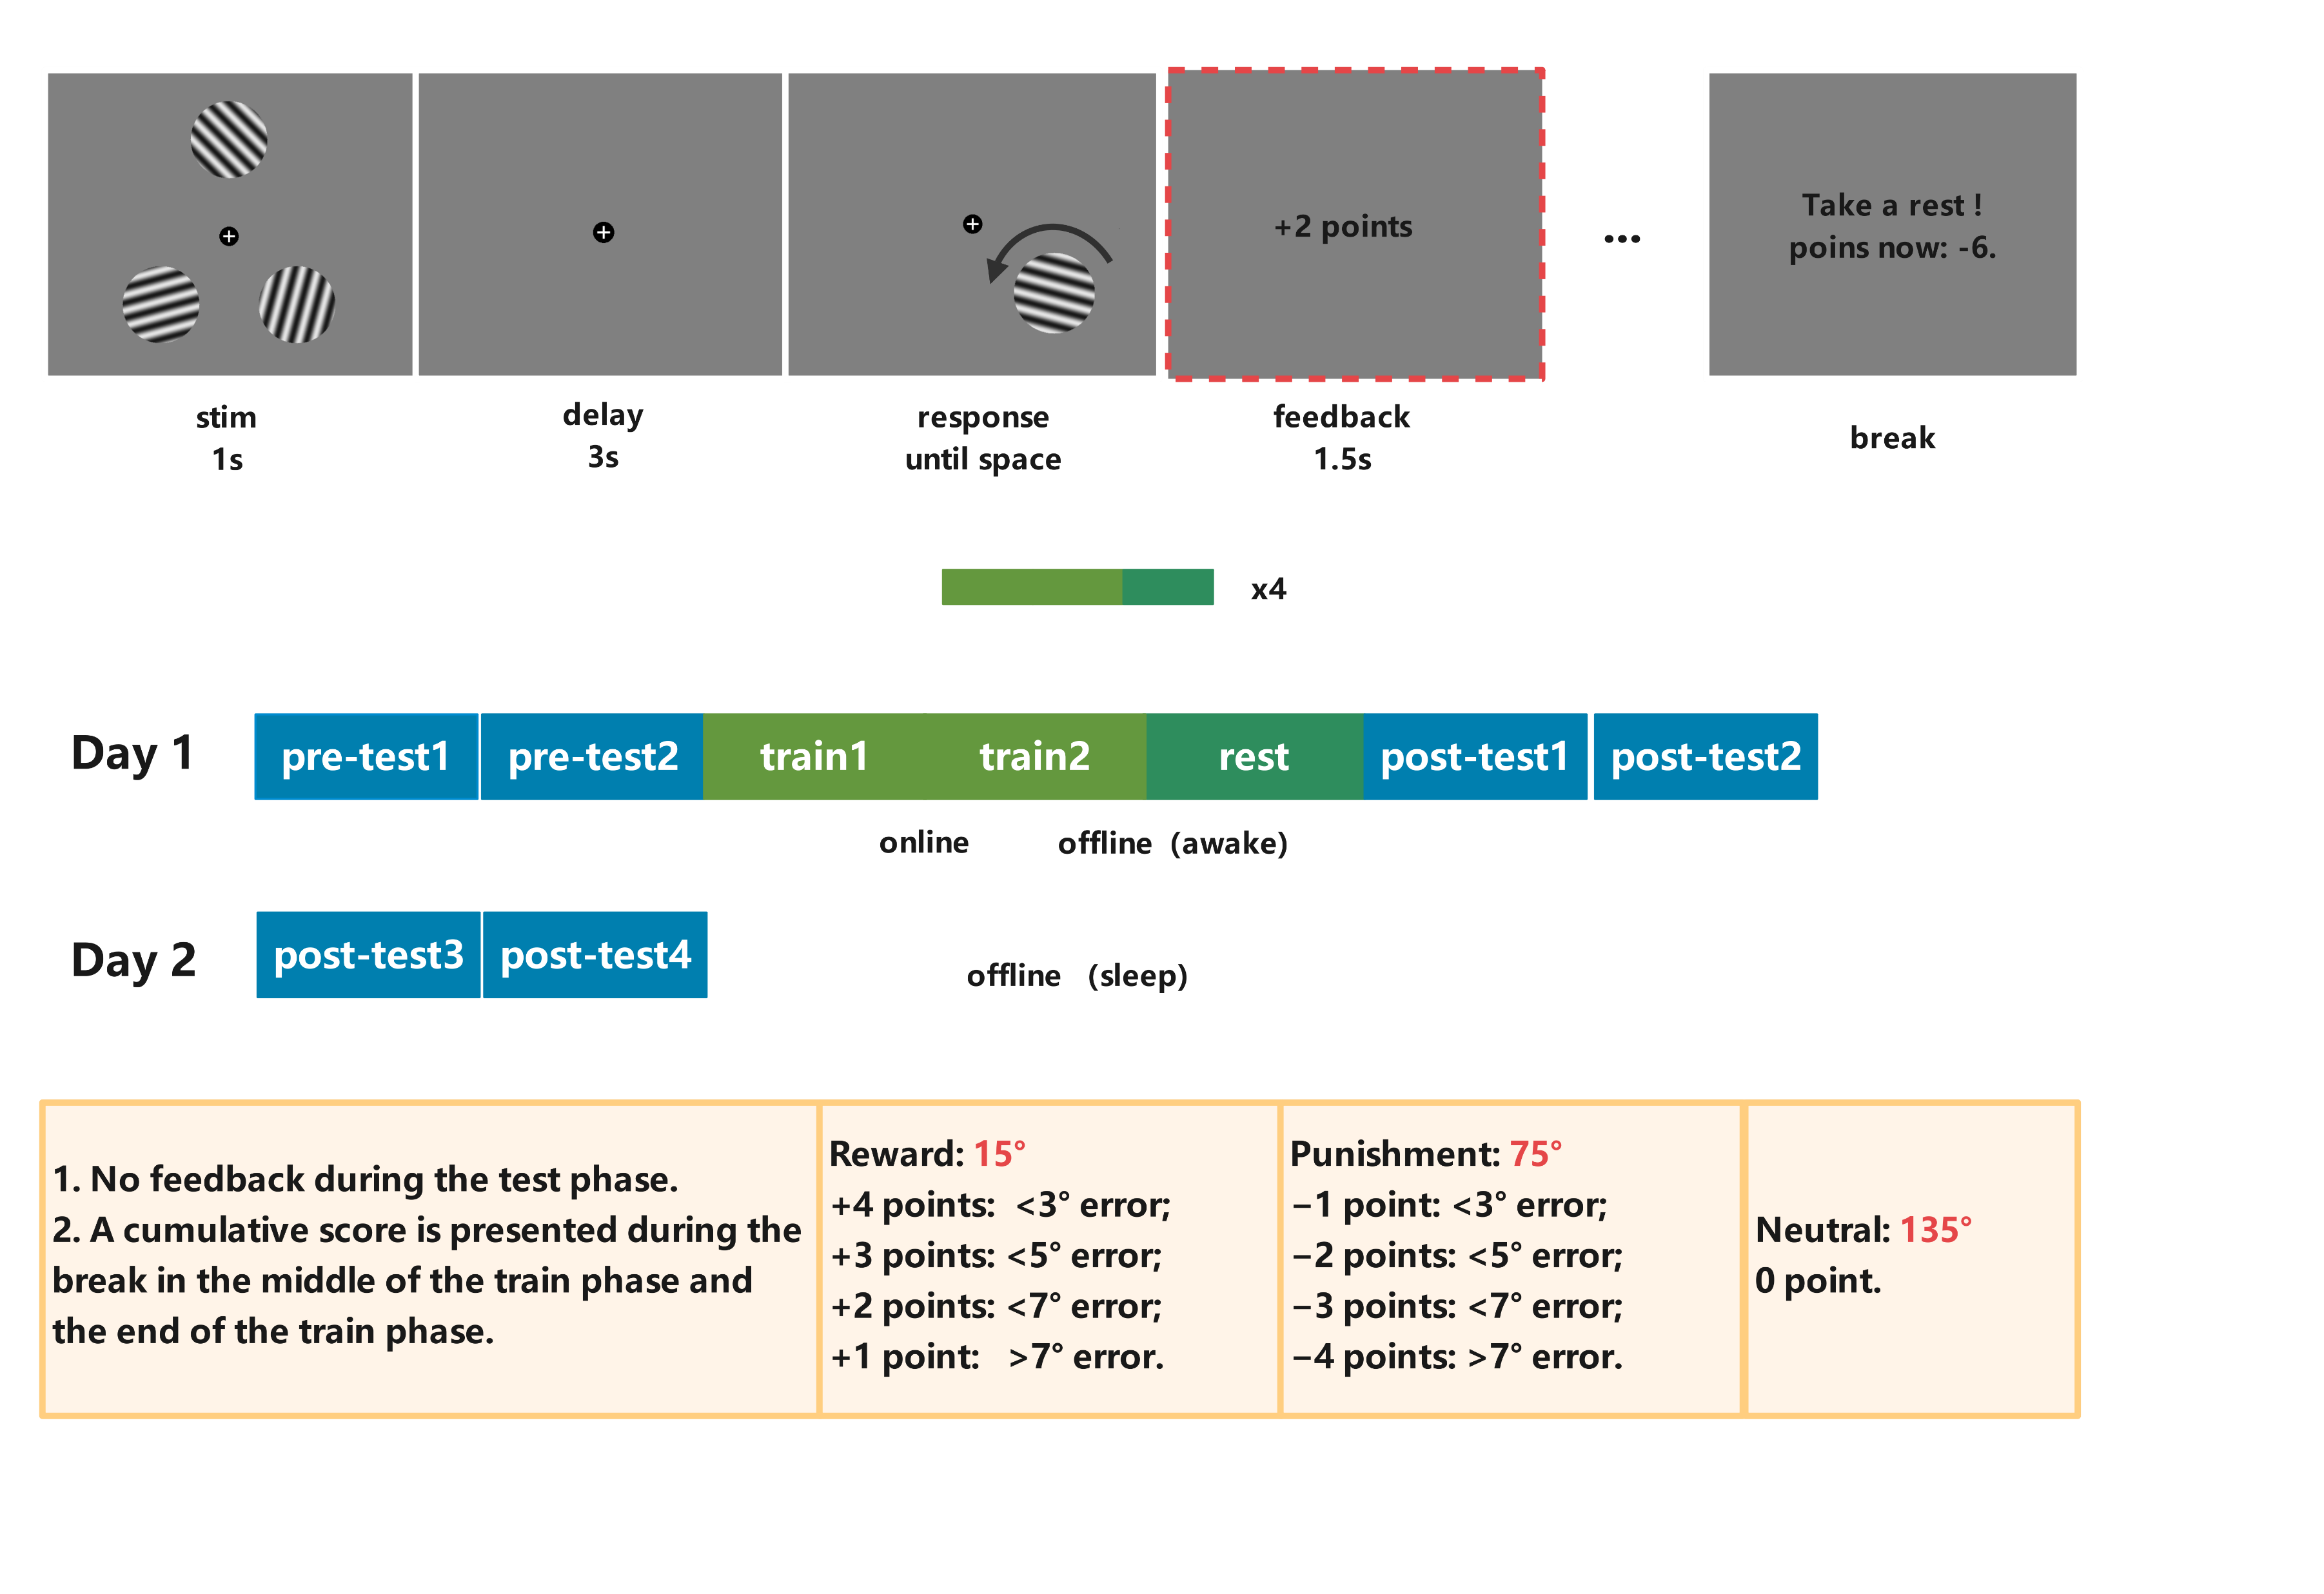 +2 points
...
Take a rest !
poins now: -6.
stim
1s
delay
3s
response
until space
feedback
1.5s
break
x4
Day 1
pre-test1
pre-test2
train1
train2
rest
post-test1
post-test2
online
offline (awake)
Day 2
post-test3
post-test4
offline (sleep)
1. No feedback during the test phase.
2. A cumulative score is presented during the
break in the middle of the train phase and
the end of the train phase.
Reward: 15°
+4 points: <3° error;
+3 points: <5° error;
+2 points: <7° error;
+1 point: >7° error.
Punishment: 75°
−1 point: <3° error;
−2 points: <5° error;
−3 points: <7° error;
−4 points: >7° error.
Neutral: 135°
0 point.